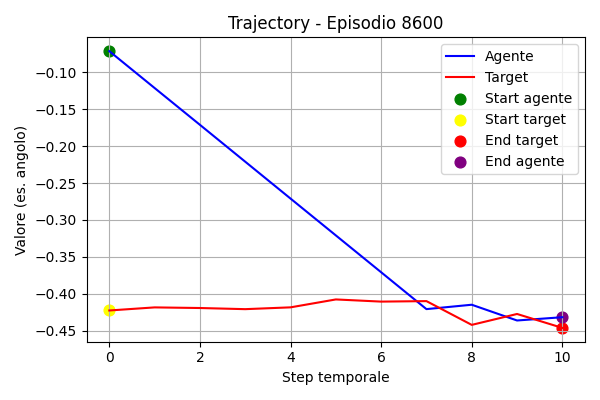 Trajectory - Episodio 8600
Valore (es. angolo)
−0.10
−0.15
−0.20
−0.25
−0.30
−0.35
−0.40
−0.45
Agente
Target
Start agente
Start target
End target
End agente
0
2
4
6
8
10
Step temporale